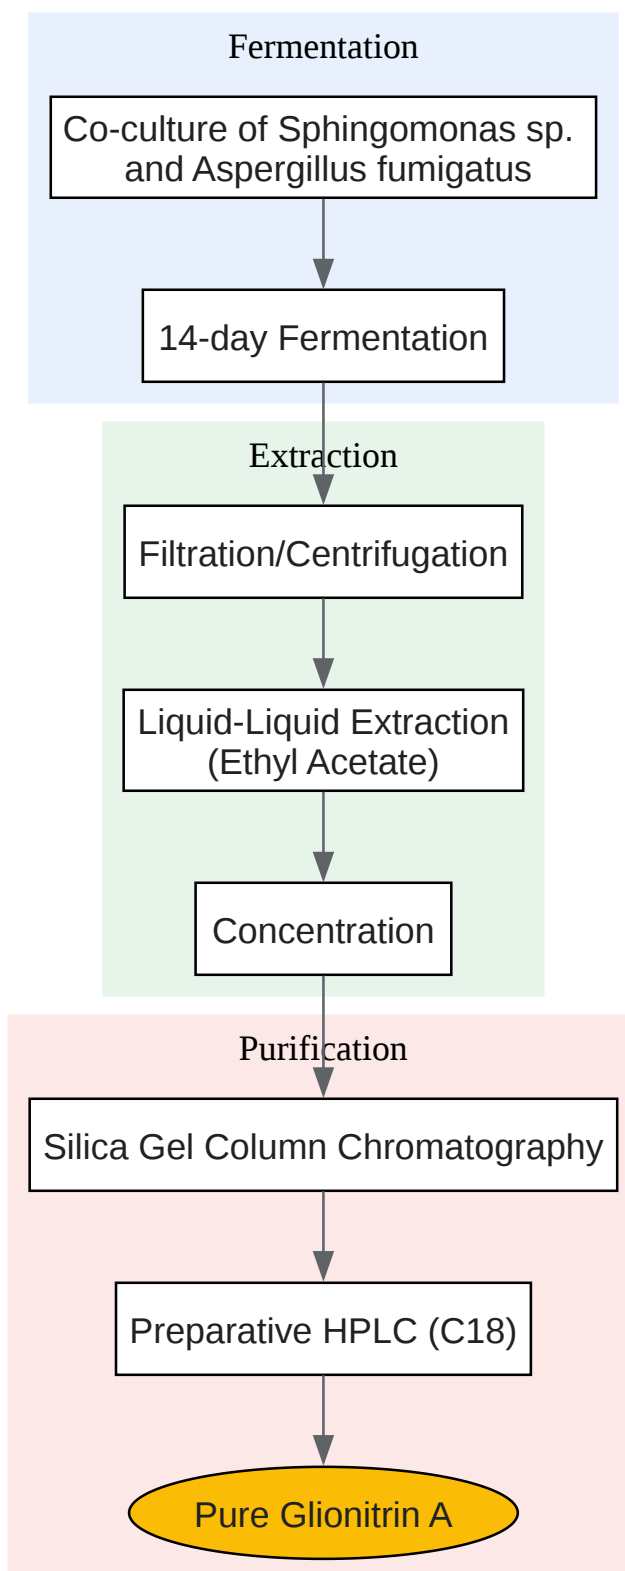 Fermentation
Co-culture of Sphingomonas sp.
and Aspergillus fumigatus
14-day Fermentation
Extraction
Filtration/Centrifugation
Liquid-Liquid Extraction
(Ethyl Acetate)
Concentration
Purification
Silica Gel Column Chromatography
Preparative HPLC (C18)
Pure Glionitrin A